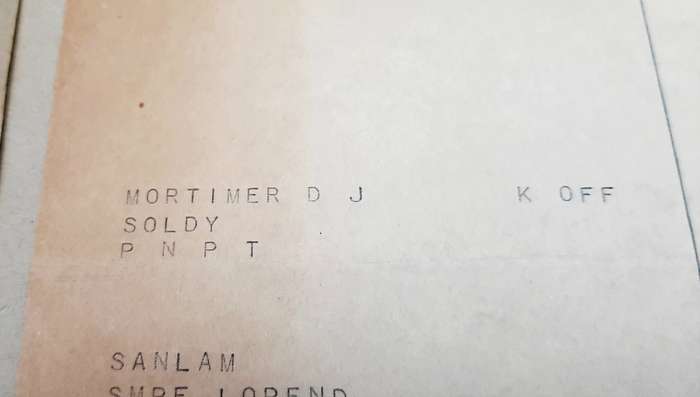 MORTIMER D J K OFF
SOLDY
P N P T
SANLAM